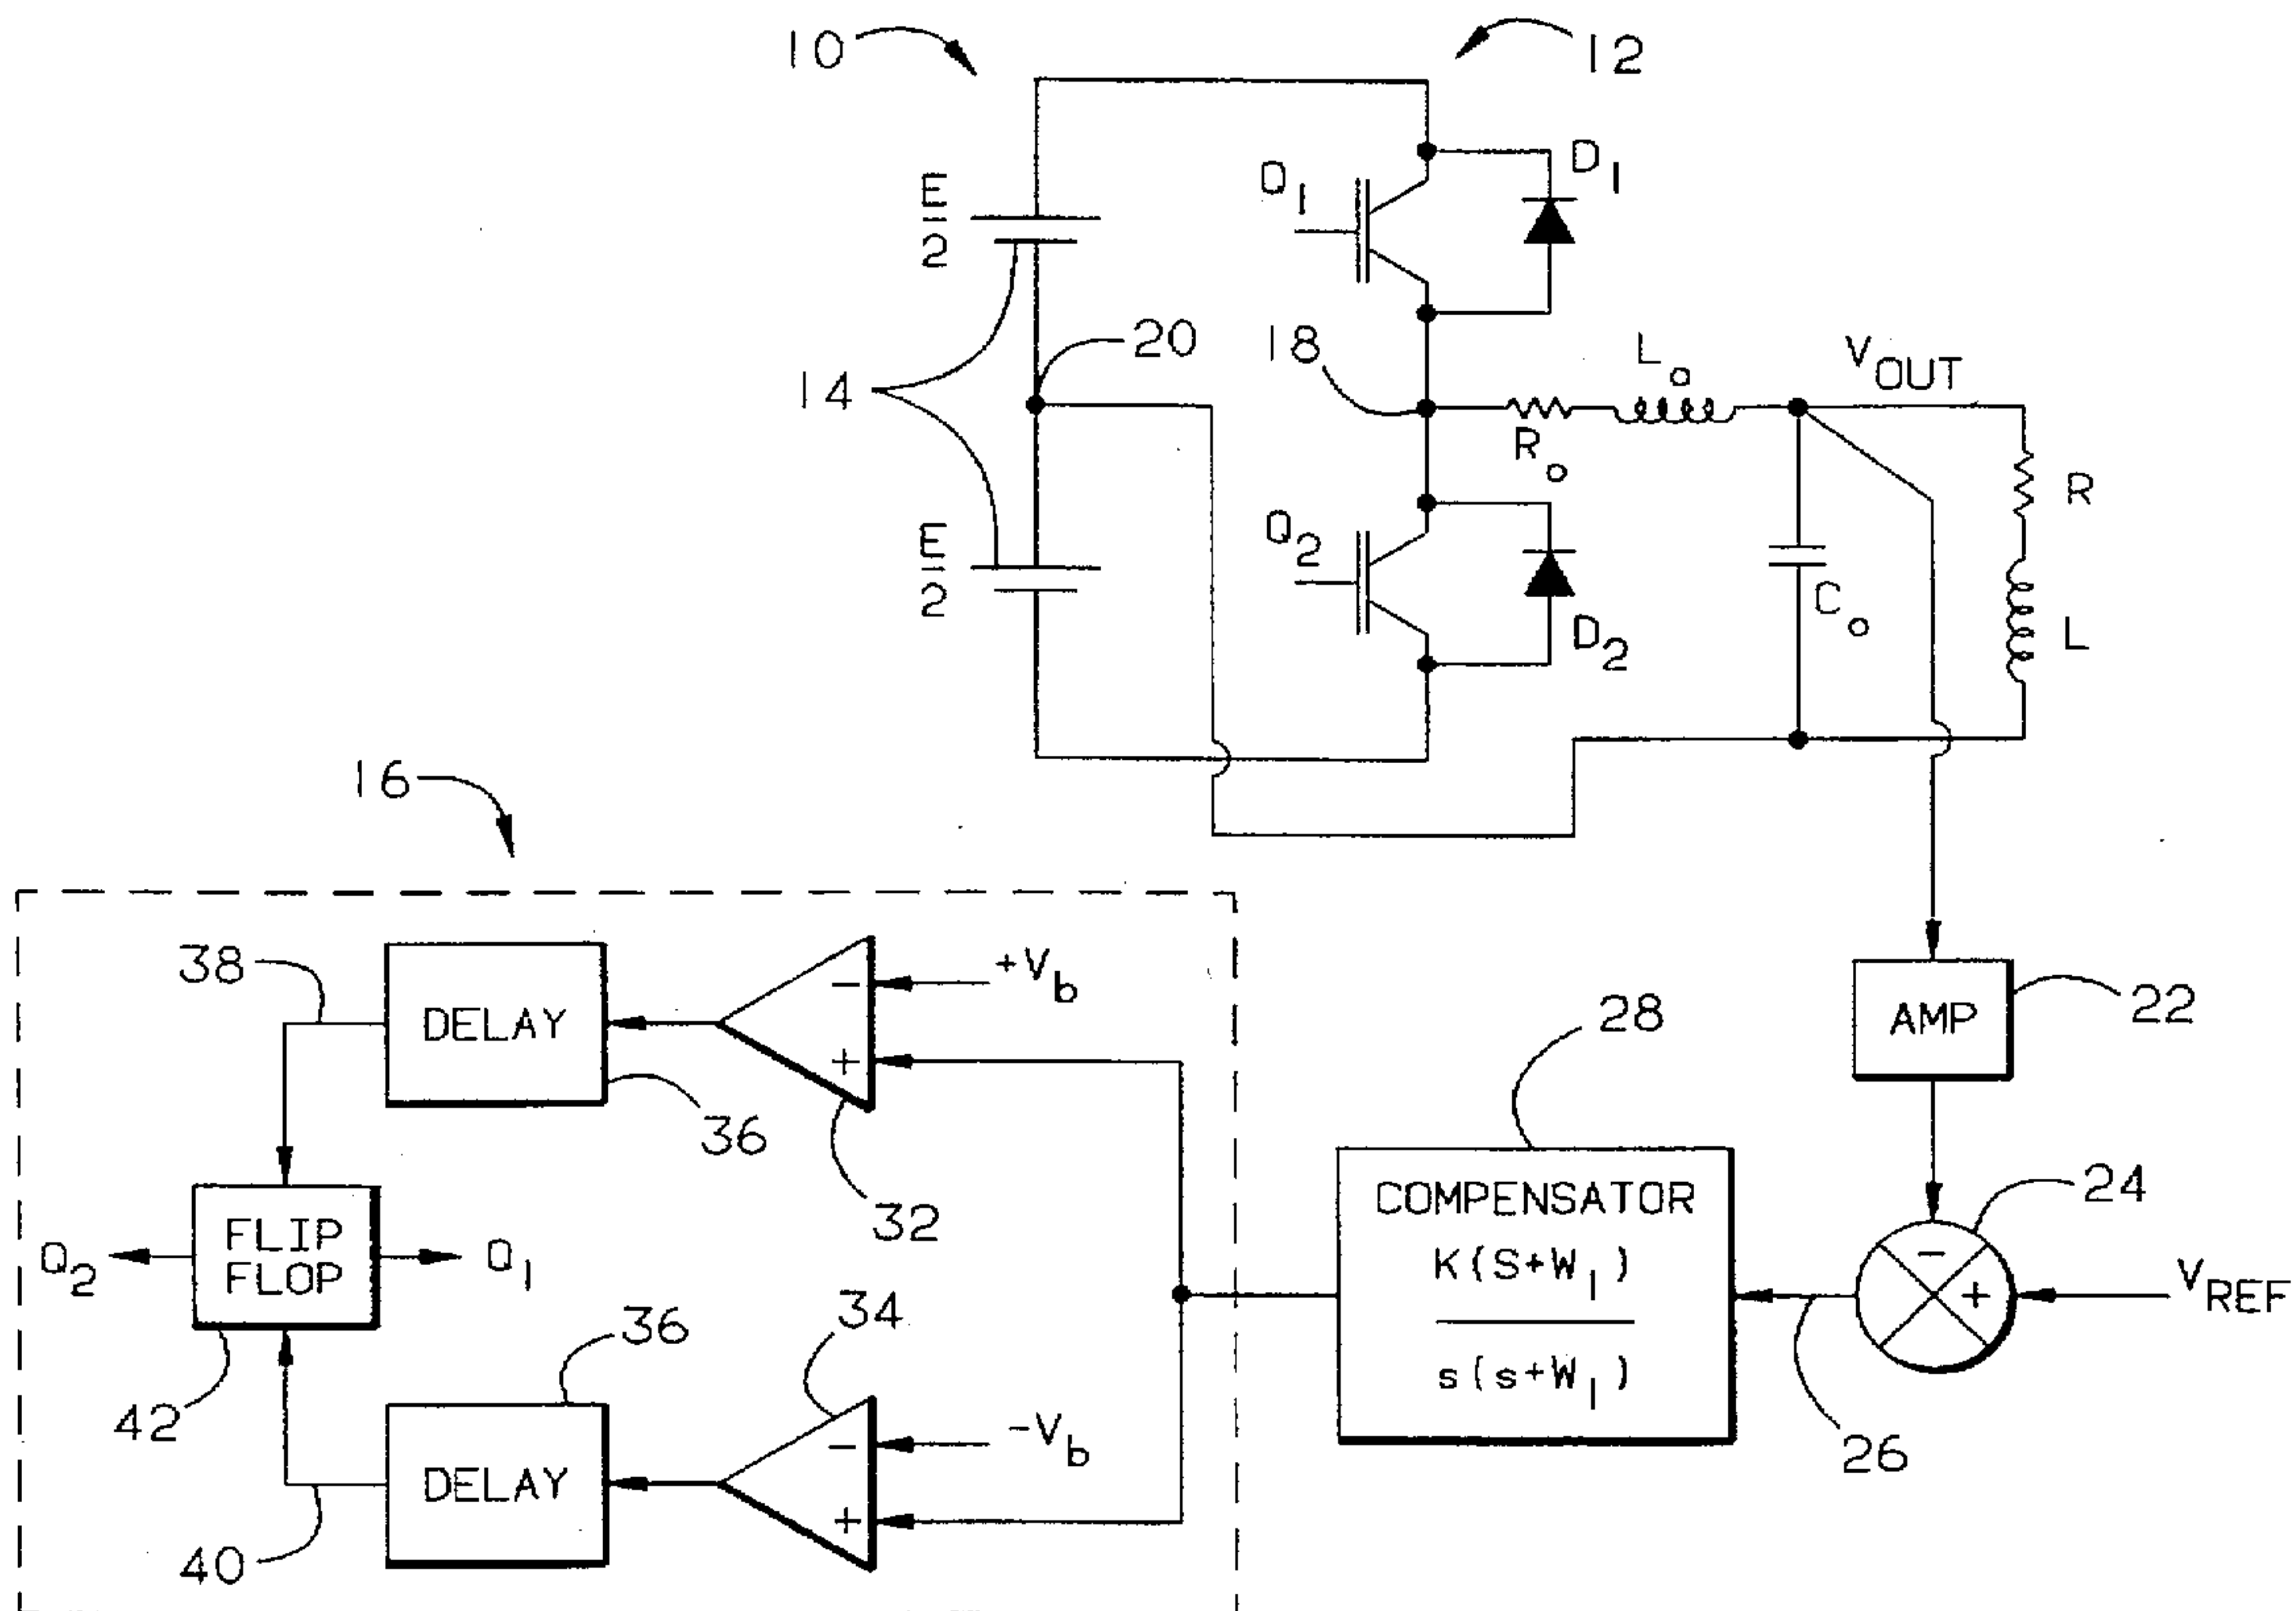 10
12
E
2
Q1
D1
14
20
18
Lo
Ro
VOUT
R
L
Co
E
2
Q2
D2
16
38
DELAY
36
-
+
+Vb
32
28
AMP
22
FLIP
FLOP
Q2
Q1
42
COMPENSATOR
K(S+W1)
s(s+W1)
24
-
+
VREF
26
36
34
DELAY
40
-
+
-Vb